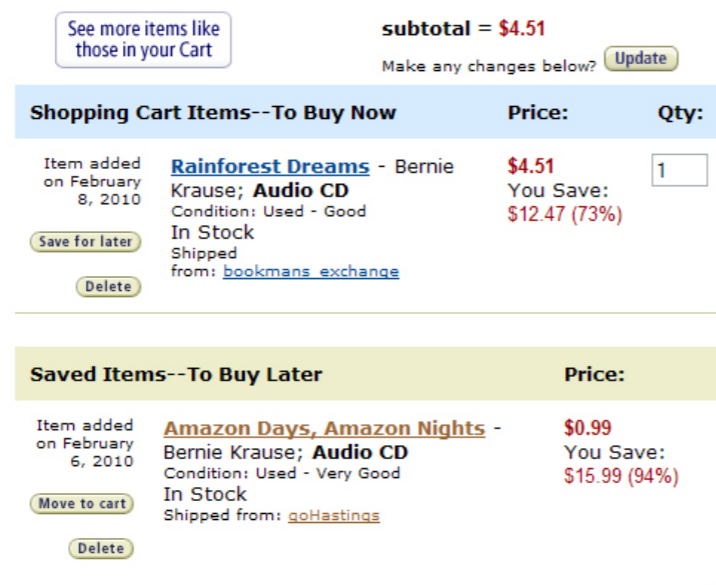 See more items like
those in your Cart
subtotal = $4.51
Make any changes below? Update
Shopping Cart Items--To Buy Now Price: Qty:
Item added
on February
8, 2010
Save for later
Delete
Rainforest Dreams - Bernie
Krause; Audio CD
Condition: Used - Good
In Stock
Shipped
from: bookmans_exchange
$4.51
You Save:
$12.47 (73%)
1
Saved Items--To Buy Later Price:
Item added
on February
6, 2010
Move to cart
Delete
Amazon Days, Amazon Nights -
Bernie Krause; Audio CD
Condition: Used - Very Good
In Stock
Shipped from: goHastings
$0.99
You Save:
$15.99 (94%)